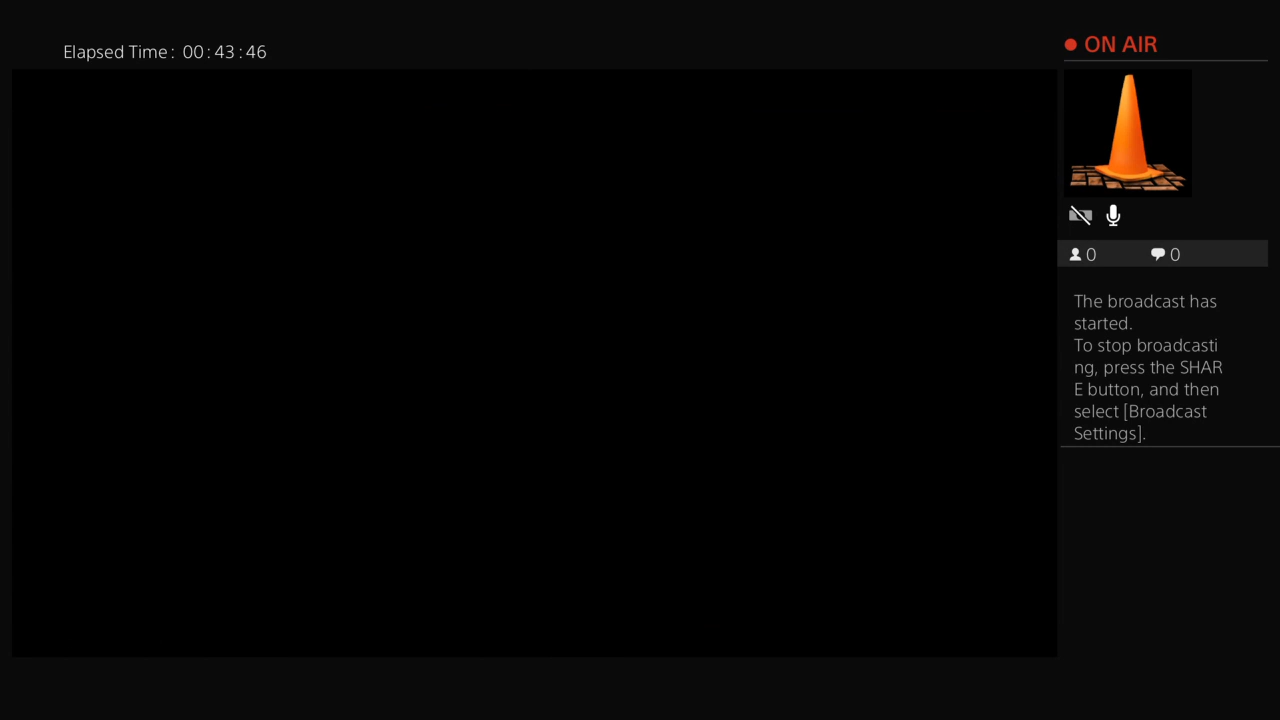 Elapsed Time: 00:43:46
ON AIR
0 0
The broadcast has
started.
To stop broadcasti
ng, press the SHAR
E button, and then
select [Broadcast
Settings].